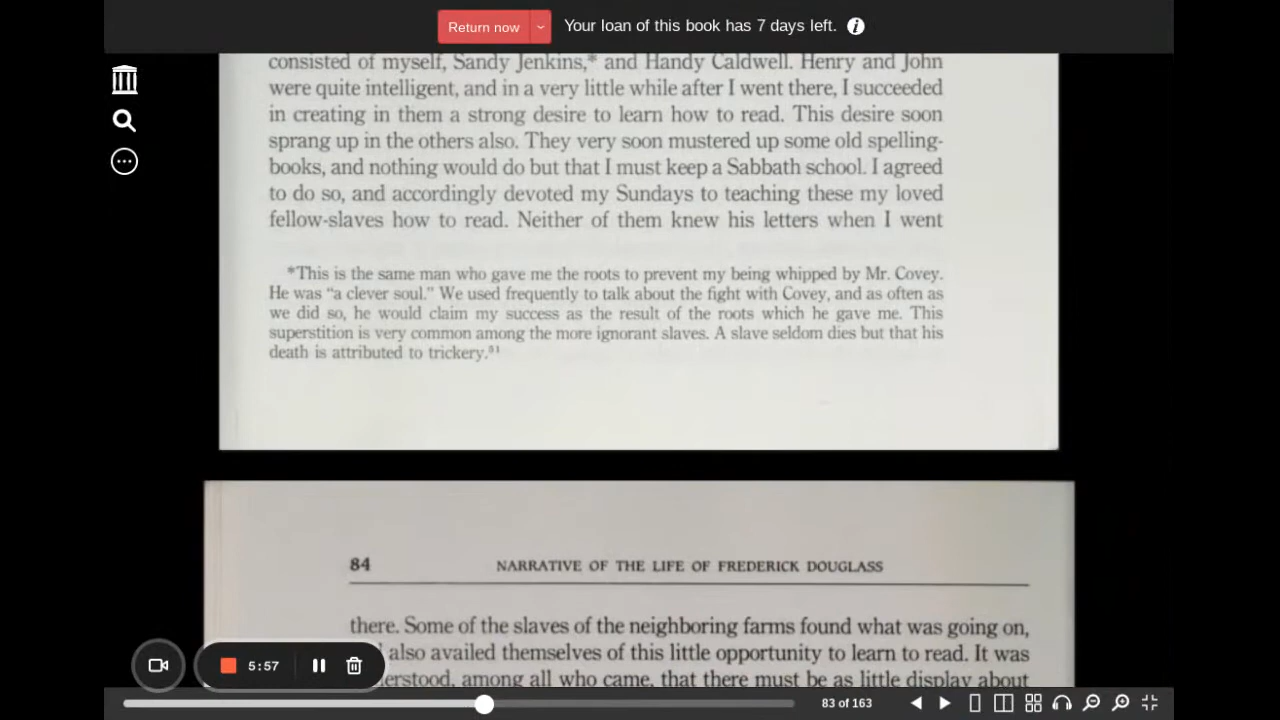 Return now
Your loan of this book has 7 days left.
consisted of myself, Sandy Jenkins,* and Handy Caldwell. Henry and John
were quite intelligent, and in a very little while after I went there, I succeeded
in creating in them a strong desire to learn how to read. This desire soon
sprang up in the others also. They very soon mustered up some old spelling-
books, and nothing would do but that I must keep a Sabbath school. I agreed
to do so, and accordingly devoted my Sundays to teaching these my loved
fellow-slaves how to read. Neither of them knew his letters when I went
*This is the same man who gave me the roots to prevent my being whipped by Mr. Covey.
He was "a clever soul." We used frequently to talk about the fight with Covey, and as often as
we did so, he would claim my success as the result of the roots which he gave me. This
superstition is very common among the more ignorant slaves. A slave seldom dies but that his
death is attributed to trickery.⁵¹
84 NARRATIVE OF THE LIFE OF FREDERICK DOUGLASS
there. Some of the slaves of the neighboring farms found what was going on,
also availed themselves of this little opportunity to learn to read. It was
erstood, among all who came, that there must be as little display about
5:57
83 of 163